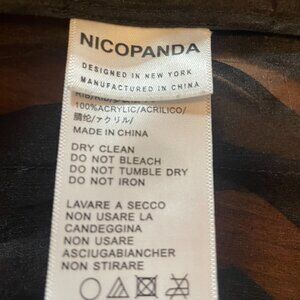 NICOPANDA
DESIGNED IN NEW YORK
MANUFACTURED IN CHINA
100%ACRYLIC/ACRILICO/
腈纶/アクリル/
MADE IN CHINA
DRY CLEAN
DO NOT BLEACH
DO NOT TUMBLE DRY
DO NOT IRON
LAVARE A SECCO
NON USARE LA
CANDEGGINA
NON USARE
ASCIUGABIANCHER
NON STIRARE